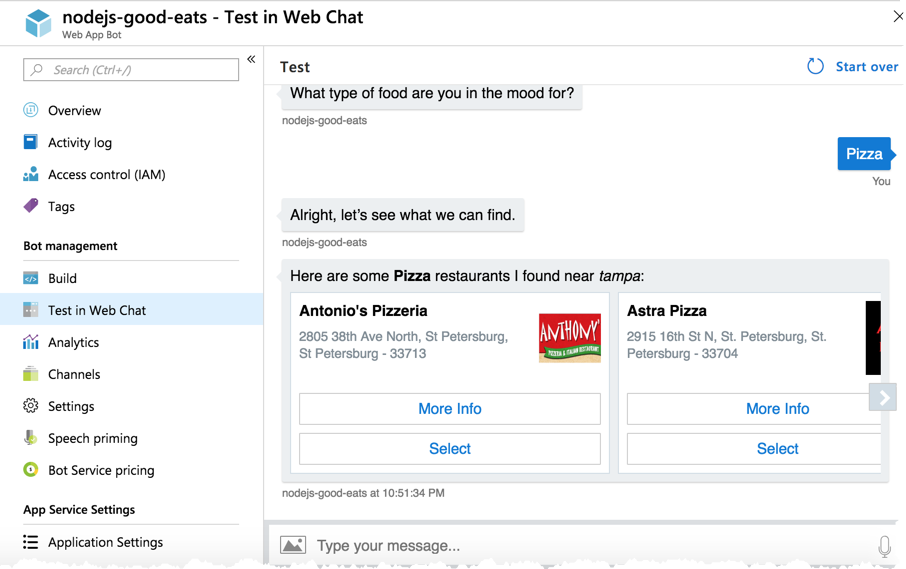 nodejs-good-eats - Test in Web Chat
Web App Bot
Search (Ctrl+/)
«
Overview
Activity log
Access control (IAM)
Tags
Bot management
Build
Test in Web Chat
Analytics
Channels
Settings
Speech priming
Bot Service pricing
App Service Settings
Application Settings
Test
Start over
What type of food are you in the mood for?
nodejs-good-eats
Pizza
You
Alright, let's see what we can find.
nodejs-good-eats
Here are some Pizza restaurants I found near tampa:
Antonio's Pizzeria
2805 38th Ave North, St Petersburg,
St Petersburg - 33713
ANTHONY'
PIZZERIA & ITALIAN RESTAURANT
More Info
Select
Astra Pizza
2915 16th St N, St. Petersburg, St.
Petersburg - 33704
More Info
Select
nodejs-good-eats at 10:51:34 PM
Type your message...